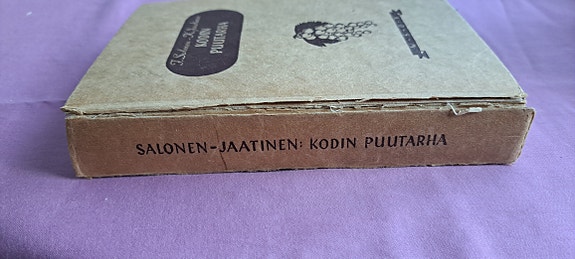 KODIN
PUUTARHA
SALONEN-JAATINEN: KODIN PUUTARHA